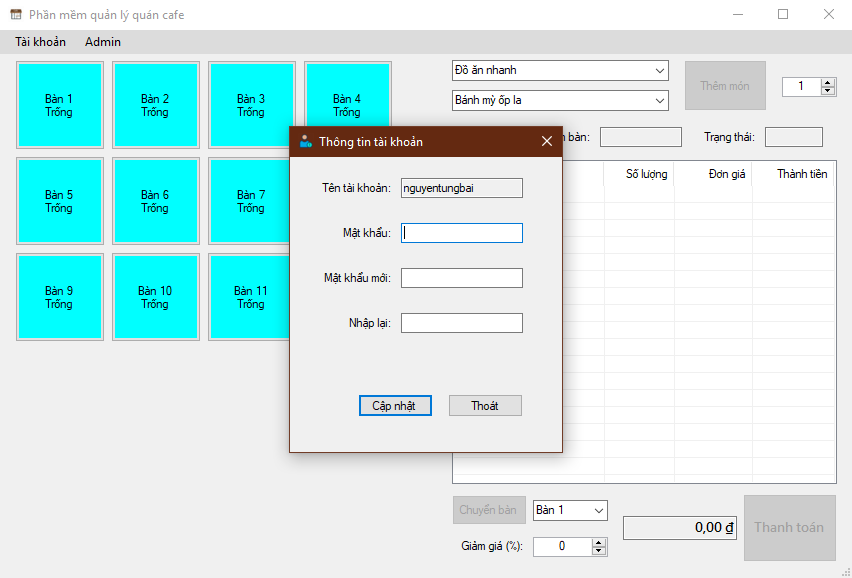 Phần mềm quản lý quán cafe
Tài khoản Admin
Bàn 1
Trống
Bàn 2
Trống
Bàn 3
Trống
Bàn 4
Trống
Đồ ăn nhanh
Bánh mỳ ốp la
Thêm món
1
bàn:
Trạng thái:
Số lượng Đơn giá Thành tiền
Thông tin tài khoản
Tên tài khoản: nguyentungbai
Mật khẩu:
Mật khẩu mới:
Nhập lại:
Cập nhật Thoát
Bàn 5
Trống
Bàn 6
Trống
Bàn 7
Trống
Bàn 9
Trống
Bàn 10
Trống
Bàn 11
Trống
Chuyển bàn Bàn 1
Giảm giá (%): 0
0,00 ₫
Thanh toán